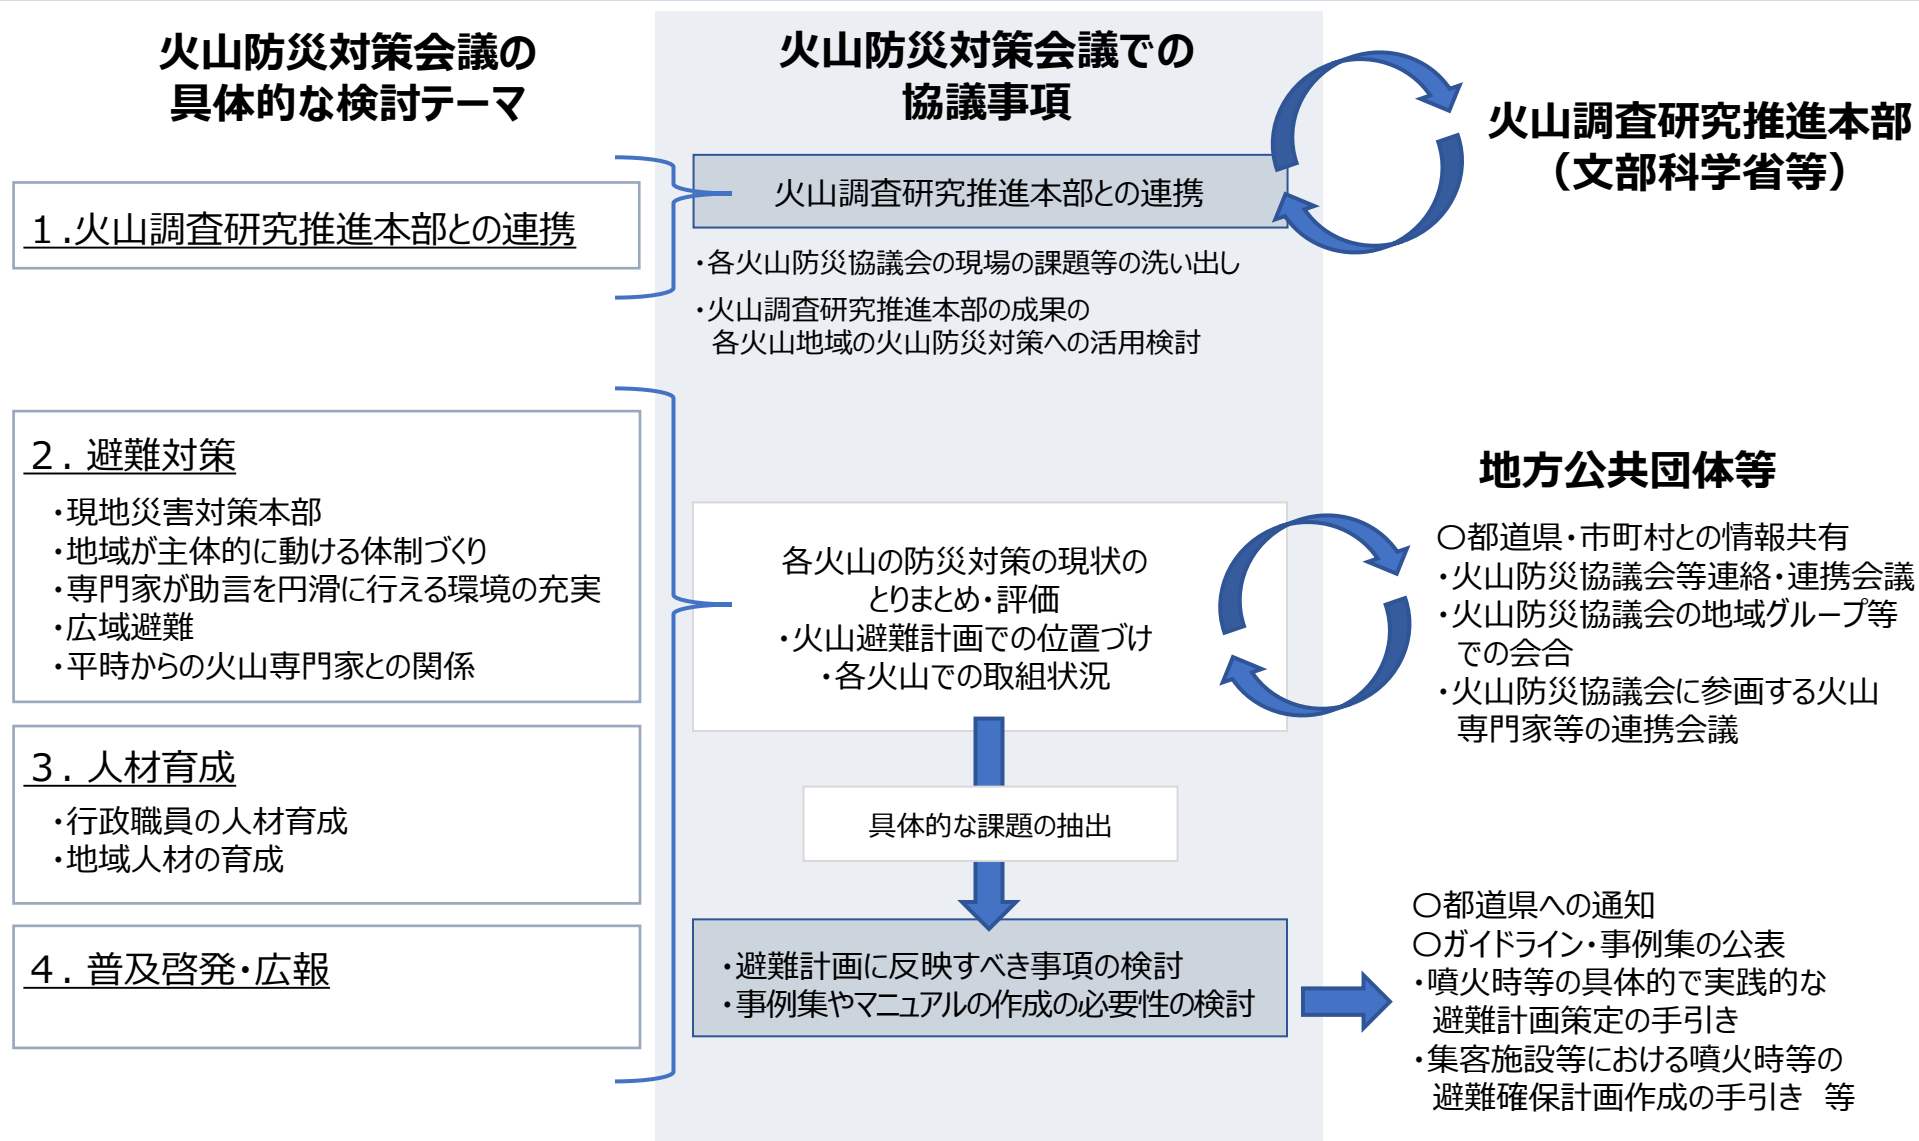 火山防災対策会議の
具体的な検討テーマ
１.火山調査研究推進本部との連携
２. 避難対策
・現地災害対策本部
・地域が主体的に動ける体制づくり
・専門家が助言を円滑に行える環境の充実
・広域避難
・平時からの火山専門家との関係
３. 人材育成
・行政職員の人材育成
・地域人材の育成
４. 普及啓発・広報
火山防災対策会議での
協議事項
火山調査研究推進本部との連携
・各火山防災協議会の現場の課題等の洗い出し
・火山調査研究推進本部の成果の
各火山地域の火山防災対策への活用検討
各火山の防災対策の現状の
とりまとめ・評価
・火山避難計画での位置づけ
・各火山での取組状況
具体的な課題の抽出
・避難計画に反映すべき事項の検討
・事例集やマニュアルの作成の必要性の検討
火山調査研究推進本部
（文部科学省等）
地方公共団体等
〇都道県・市町村との情報共有
・火山防災協議会等連絡・連携会議
・火山防災協議会の地域グループ等
での会合
・火山防災協議会に参画する火山
専門家等の連携会議
〇都道県への通知
〇ガイドライン・事例集の公表
・噴火時等の具体的で実践的な
避難計画策定の手引き
・集客施設等における噴火時等の
避難確保計画作成の手引き 等